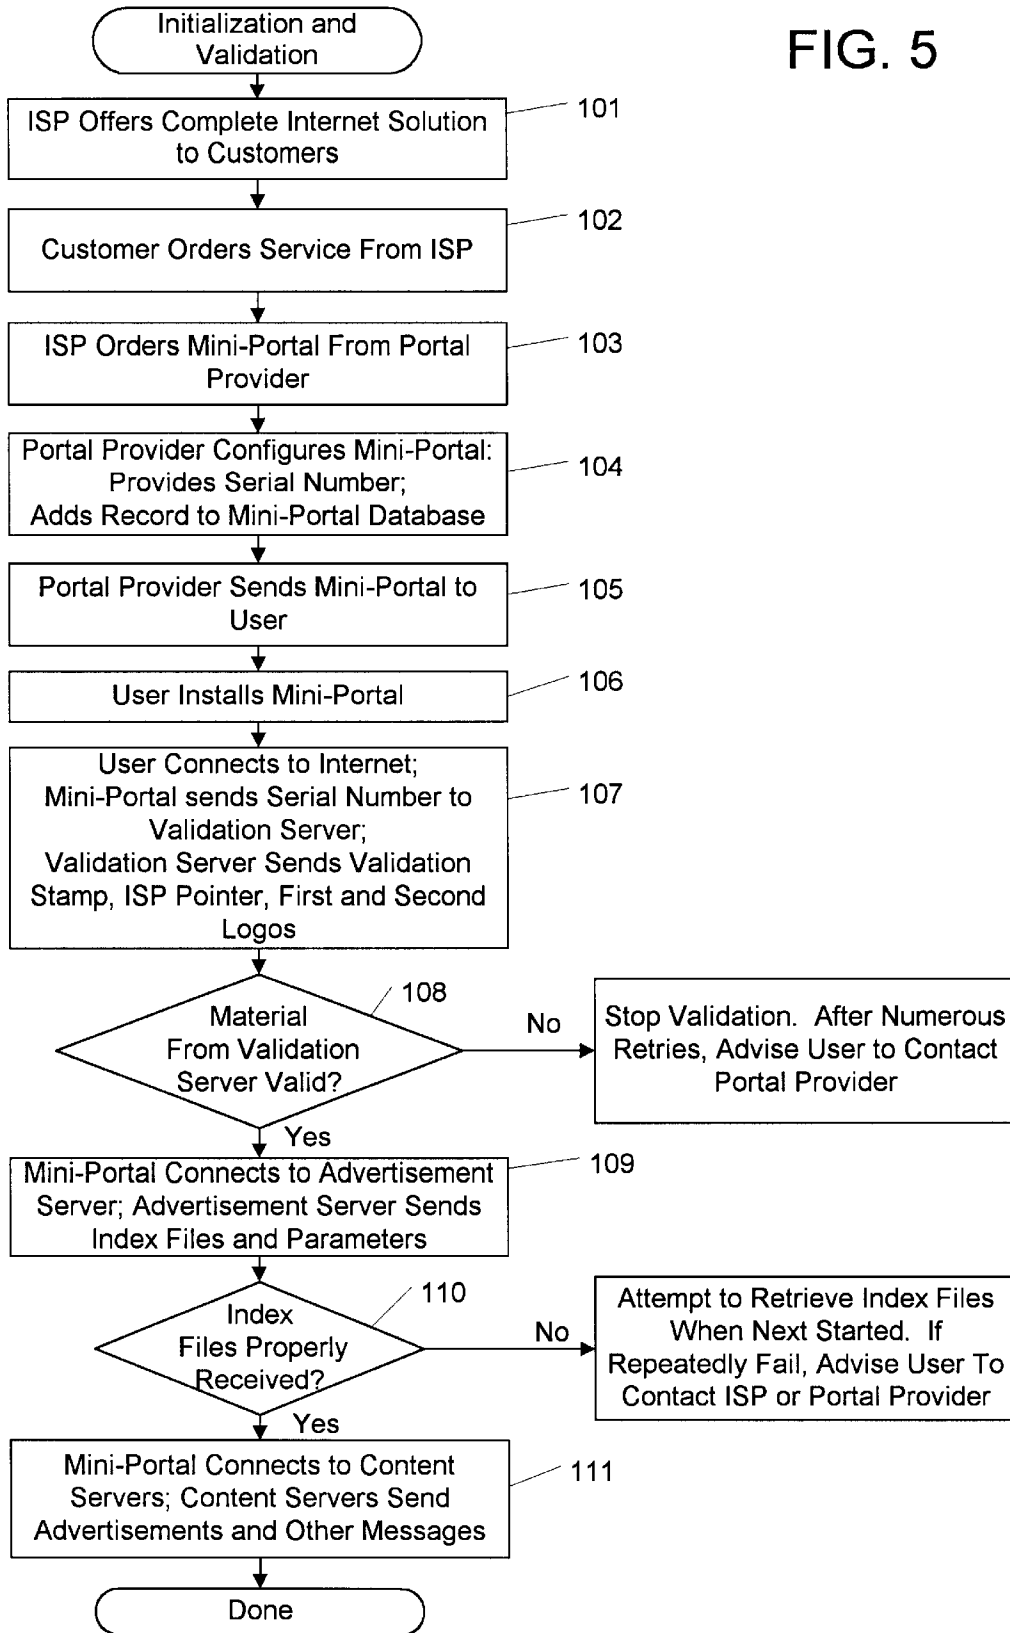 Initialization and
Validation
FIG. 5
ISP Offers Complete Internet Solution
to Customers
101
Customer Orders Service From ISP
102
ISP Orders Mini-Portal From Portal
Provider
103
Portal Provider Configures Mini-Portal:
Provides Serial Number;
Adds Record to Mini-Portal Database
104
Portal Provider Sends Mini-Portal to
User
105
User Installs Mini-Portal
106
User Connects to Internet;
Mini-Portal sends Serial Number to
Validation Server;
Validation Server Sends Validation
Stamp, ISP Pointer, First and Second
Logos
107
Material
From Validation
Server Valid?
108
No
Stop Validation. After Numerous
Retries, Advise User to Contact
Portal Provider
Yes
Mini-Portal Connects to Advertisement
Server; Advertisement Server Sends
Index Files and Parameters
109
Index
Files Properly
Received?
110
No
Attempt to Retrieve Index Files
When Next Started. If
Repeatedly Fail, Advise User To
Contact ISP or Portal Provider
Yes
Mini-Portal Connects to Content
Servers; Content Servers Send
Advertisements and Other Messages
111
Done